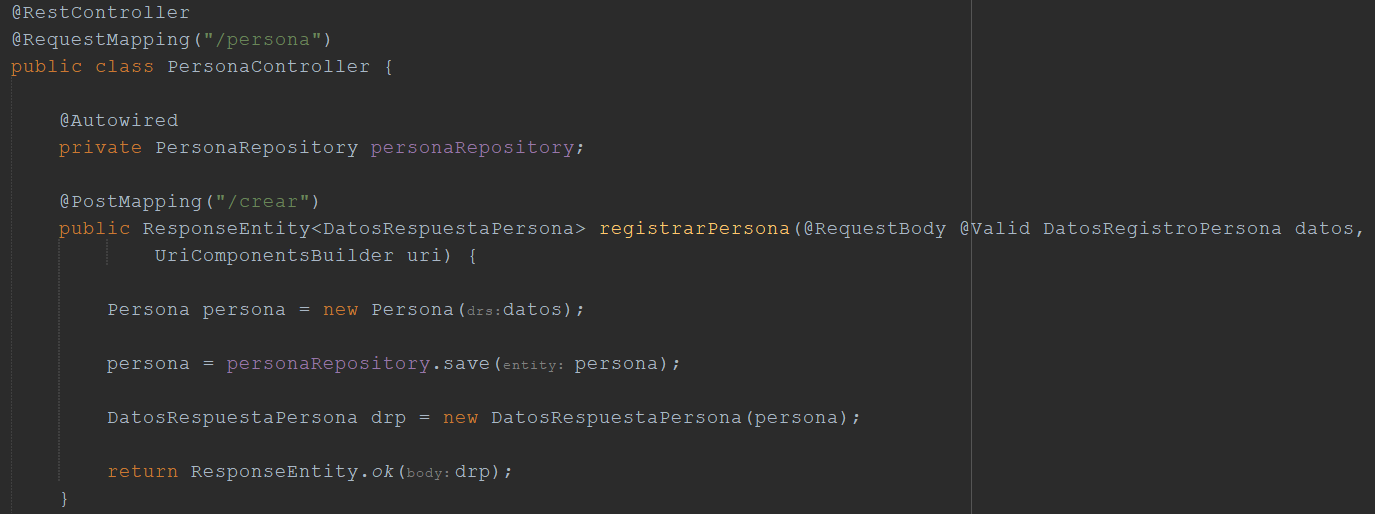 @RestController
@RequestMapping("/persona")
public class PersonaController {
@Autowired
private PersonaRepository personaRepository;
@PostMapping("/crear")
public ResponseEntity<DatosRespuestaPersona> registrarPersona(@RequestBody @Valid DatosRegistroPersona datos,
UriComponentsBuilder uri) {
Persona persona = new Persona(drs:datos);
persona = personaRepository.save(entity: persona);
DatosRespuestaPersona drp = new DatosRespuestaPersona(persona);
return ResponseEntity.ok(body:drp);
}